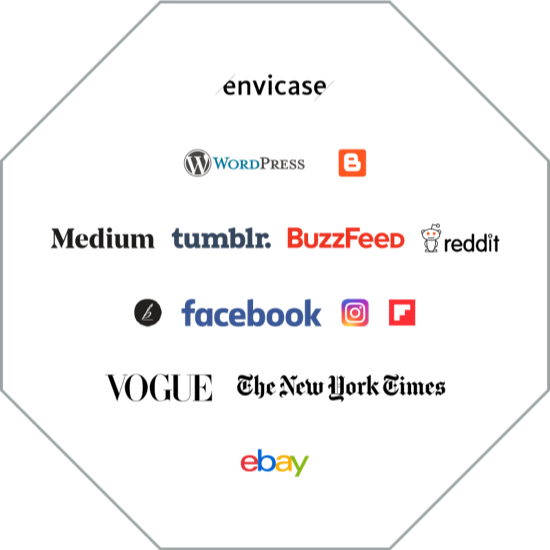 envicase
WORDPRESS
Medium tumblr. BUZZFEED reddit
b facebook
VOGUE The New York Times
ebay